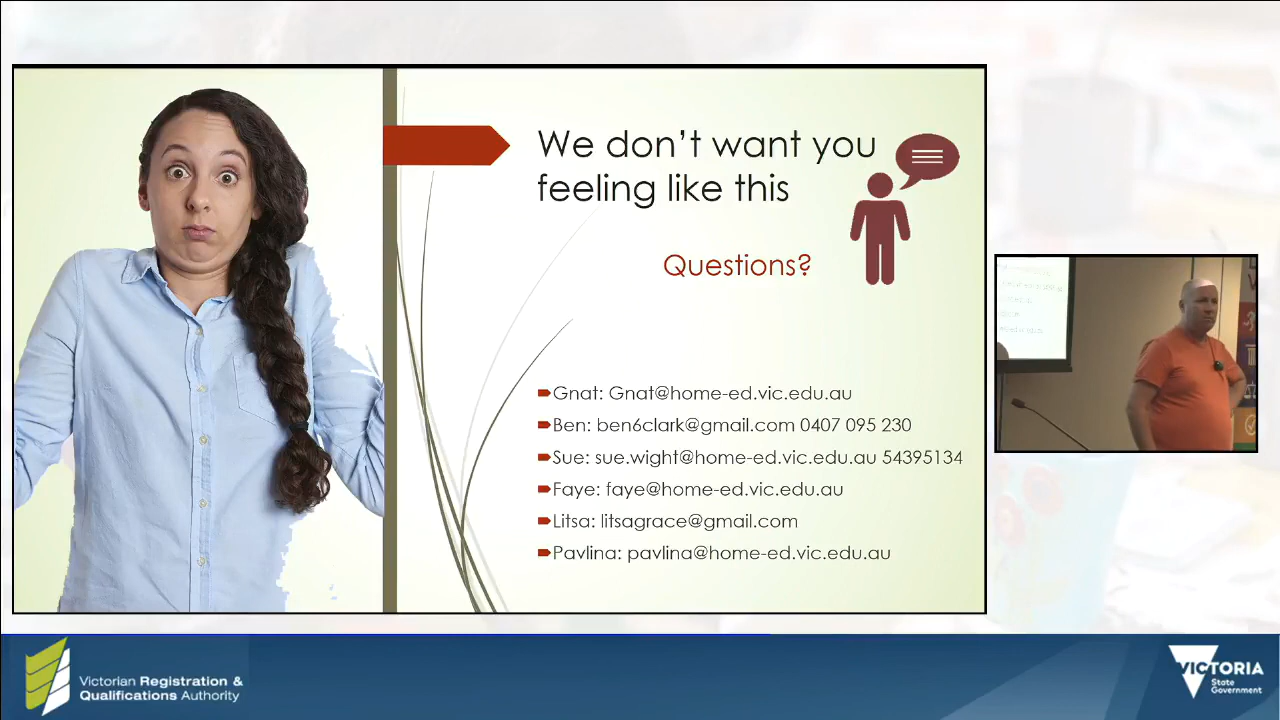 We don't want you
feeling like this
Questions?
Gnat: Gnat@home-ed.vic.edu.au
Ben: ben6clark@gmail.com 0407 095 230
Sue: sue.wight@home-ed.vic.edu.au 54395134
Faye: faye@home-ed.vic.edu.au
Litsa: litsagrace@gmail.com
Pavlina: pavlina@home-ed.vic.edu.au
Victorian Registration &
Qualifications Authority
VICTORIA
State
Government